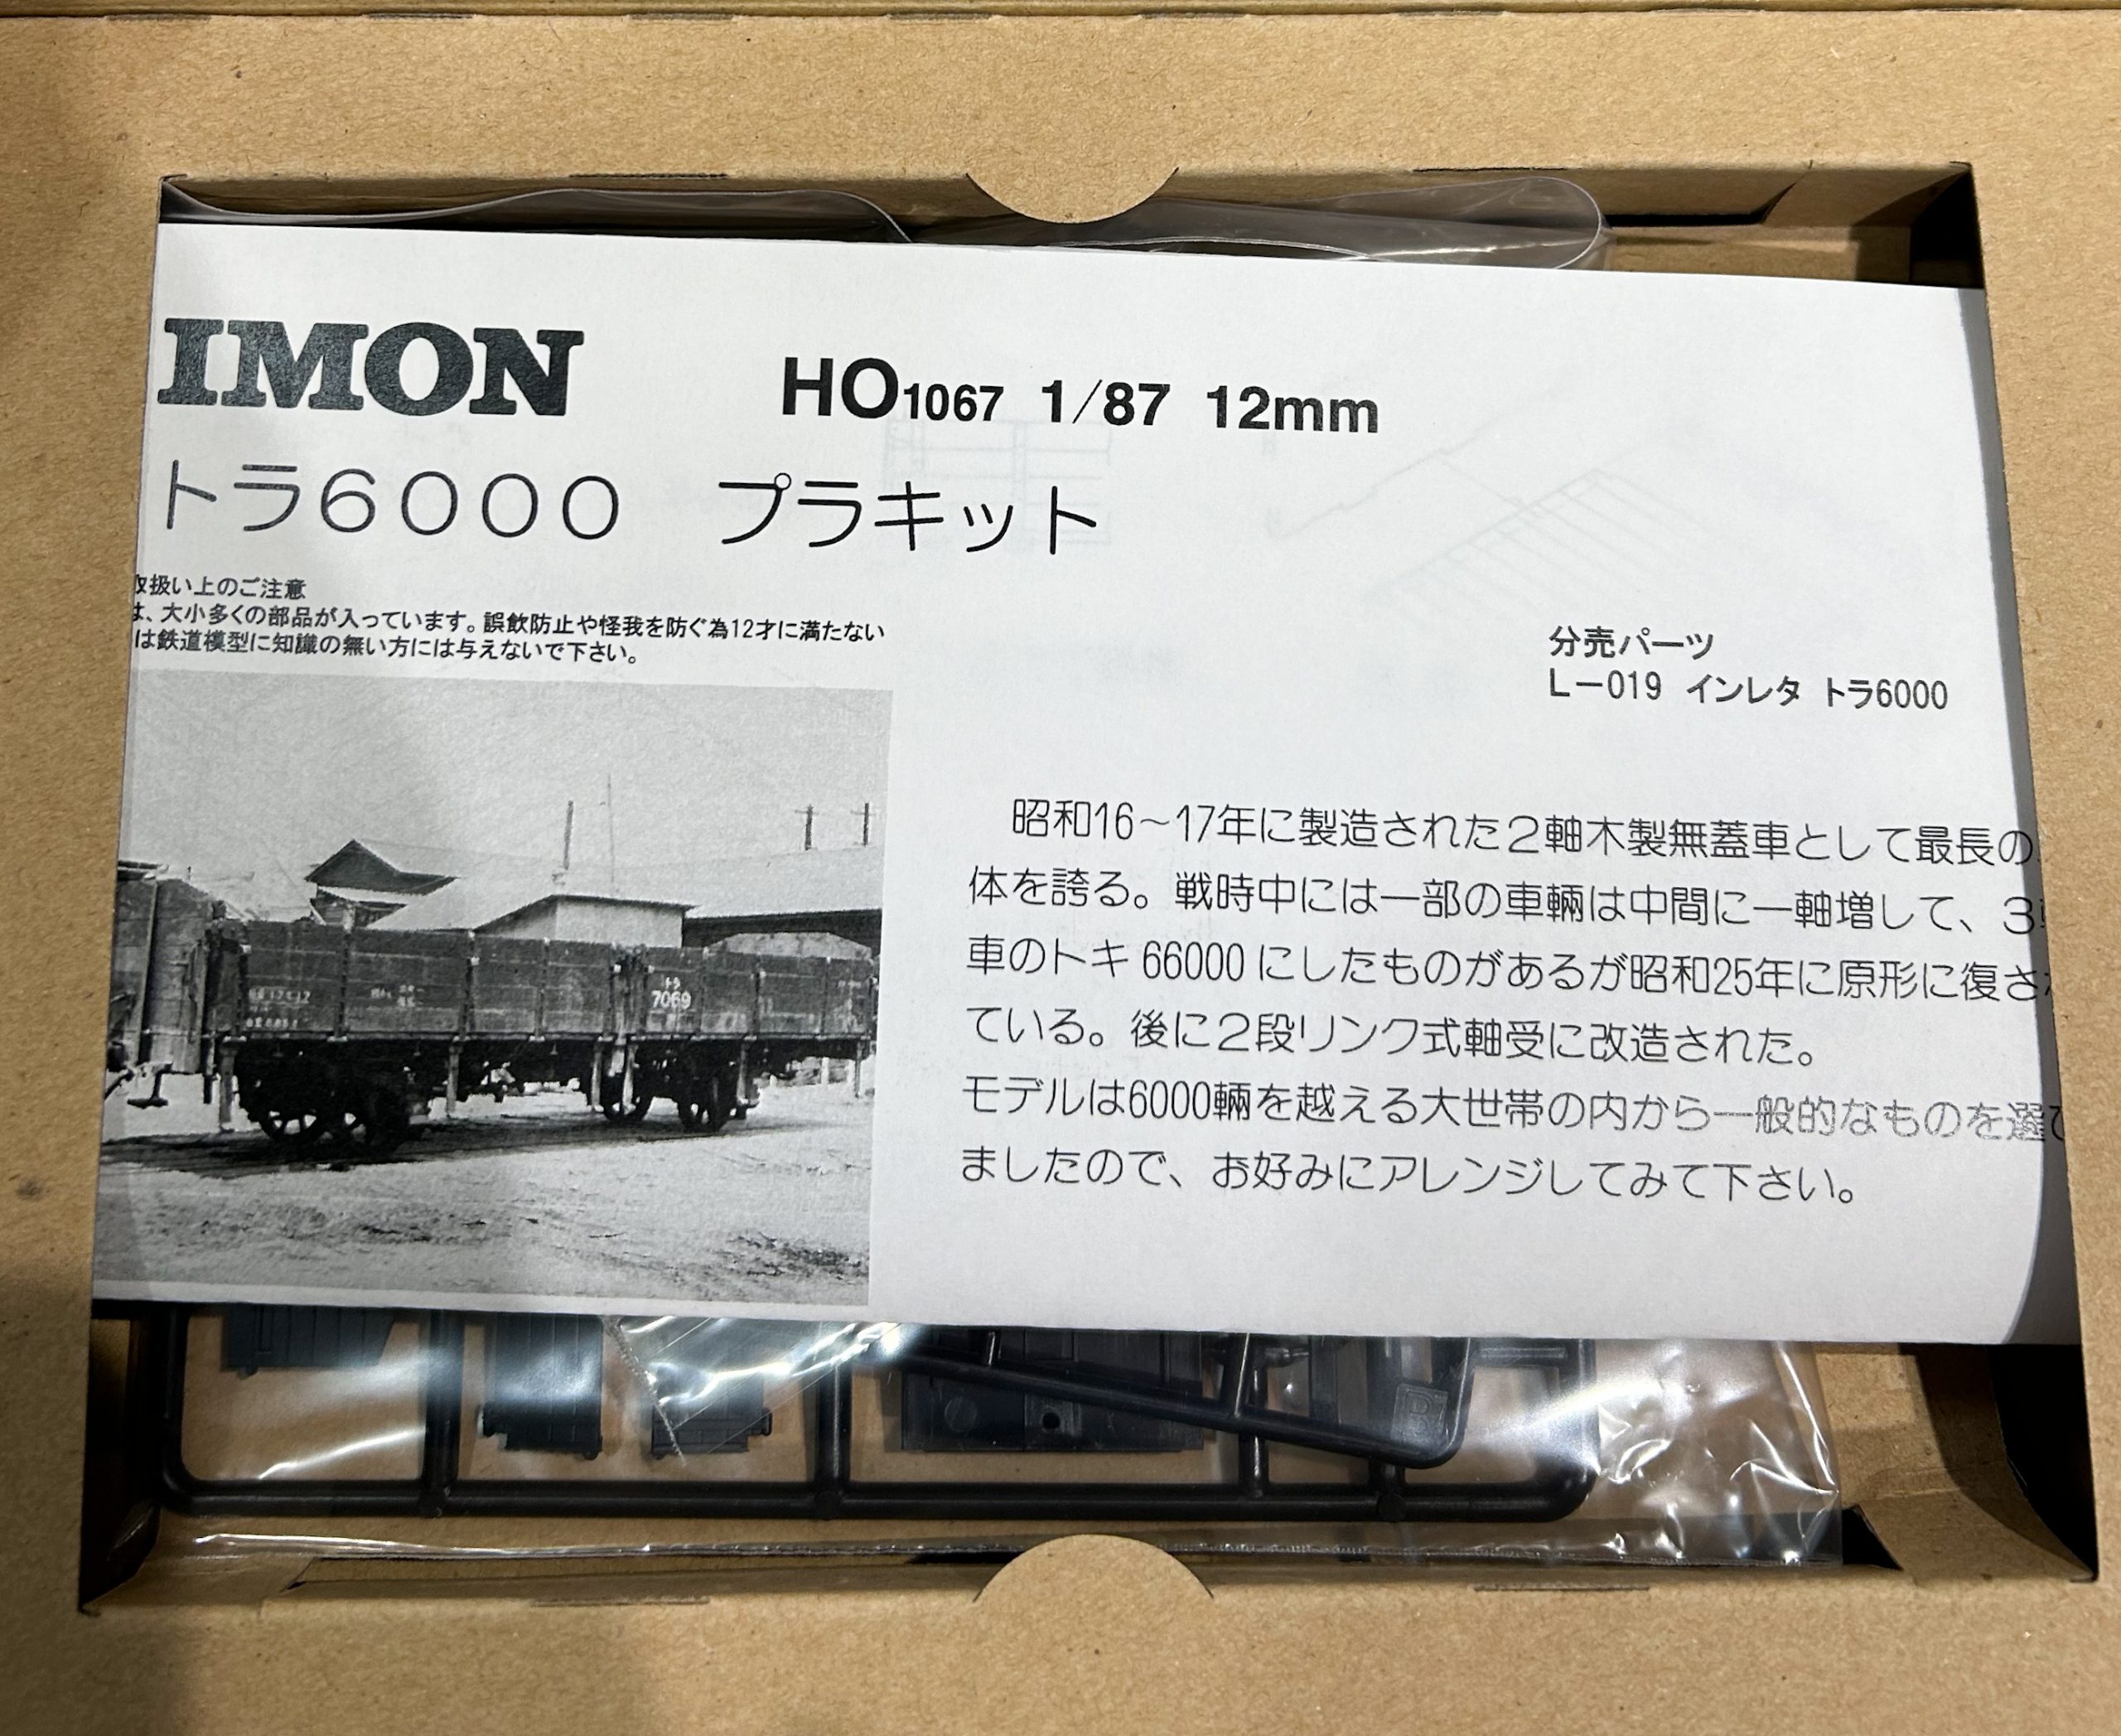 IMON
HO1067 1/87 12mm
トラ6000 プラキット
扱い上のご注意
、大小多くの部品が入っています。誤飲防止や怪我を防ぐ為12才に満たない
は鉄道模型に知識の無い方には与えないで下さい。
分売パーツ
L－019 インレタ トラ6000
昭和16～17年に製造された２軸木製無蓋車として最長の
体を誇る。戦時中には一部の車輛は中間に一軸増して、３
車のトキ66000にしたものがあるが昭和25年に原形に復さ
ている。後に２段リンク式軸受に改造された。
モデルは6000輛を越える大世帯の内から一般的なものを選び
ましたので、お好みにアレンジしてみて下さい。
トラ
7069